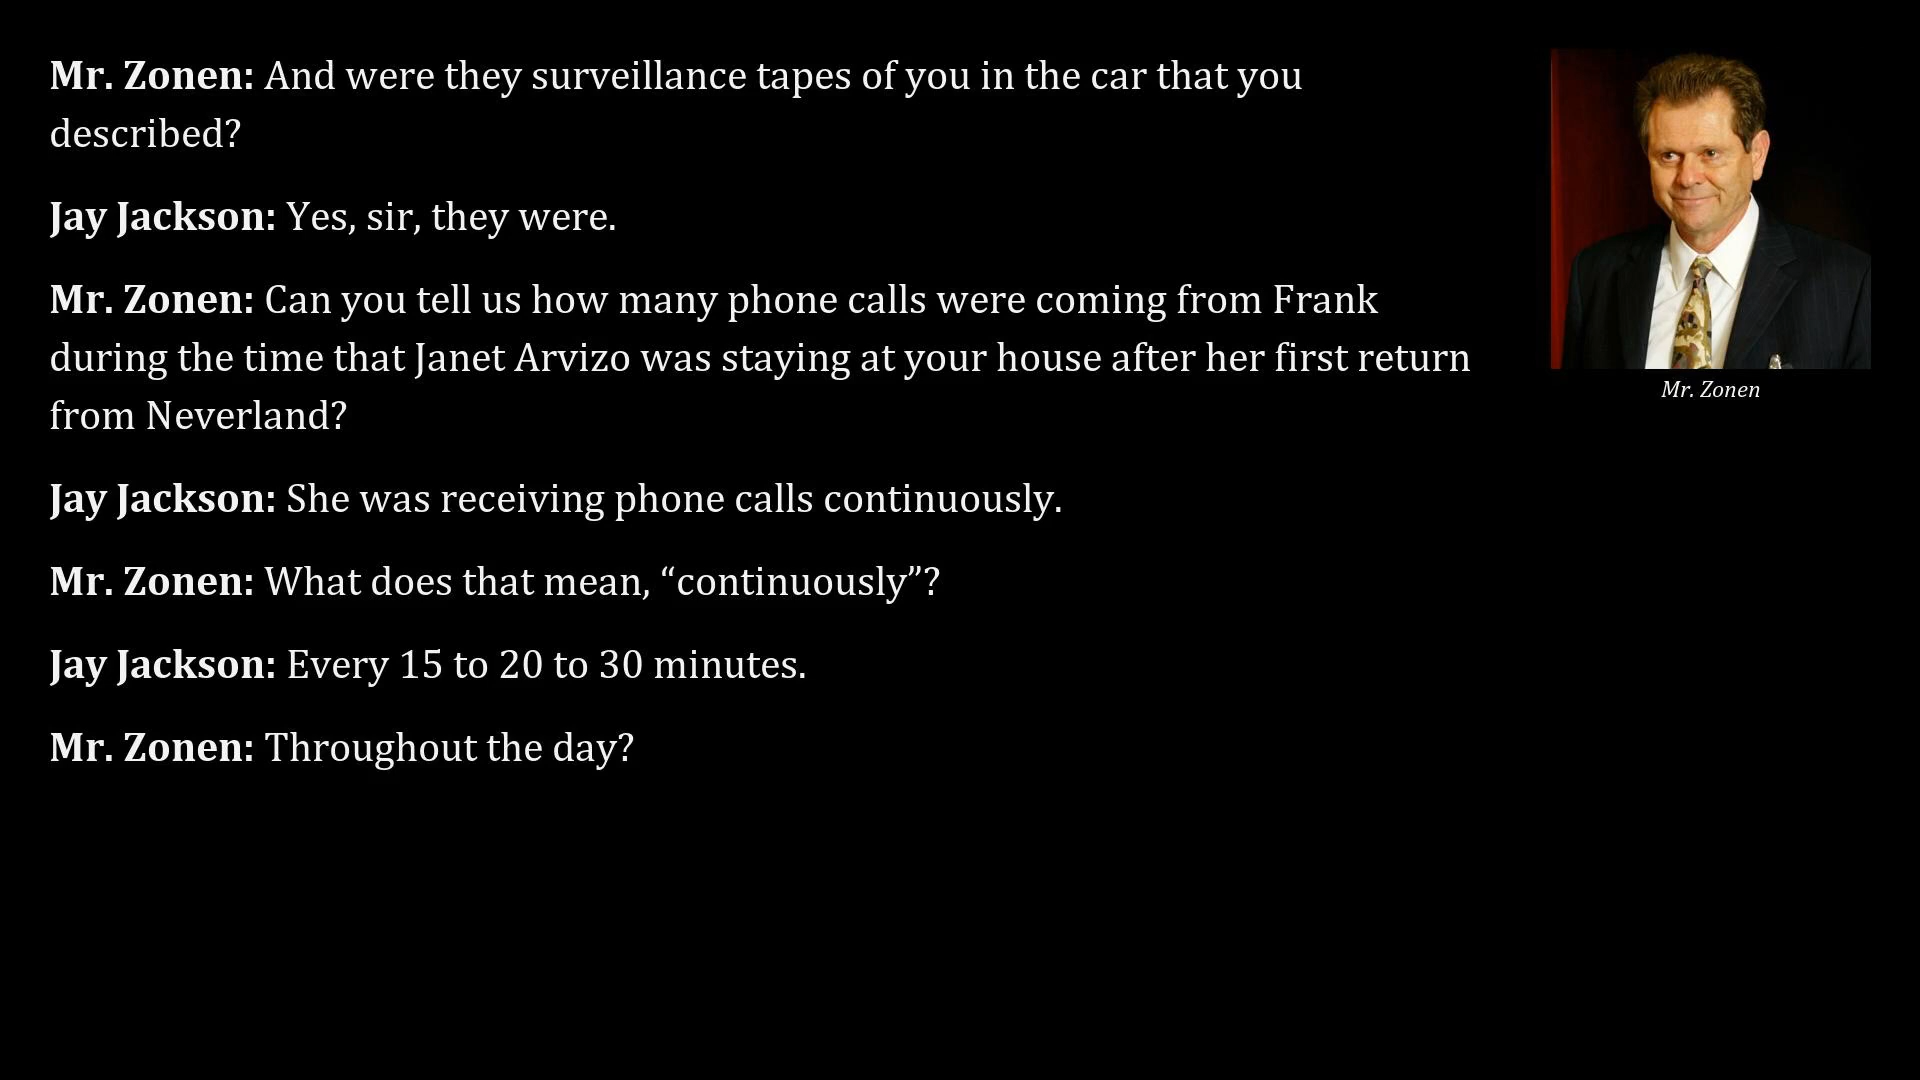 Mr. Zonen: And were they surveillance tapes of you in the car that you
described?
Jay Jackson: Yes, sir, they were.
Mr. Zonen: Can you tell us how many phone calls were coming from Frank
during the time that Janet Arvizo was staying at your house after her first return
from Neverland?
Jay Jackson: She was receiving phone calls continuously.
Mr. Zonen: What does that mean, “continuously”?
Jay Jackson: Every 15 to 20 to 30 minutes.
Mr. Zonen: Throughout the day?
Mr. Zonen